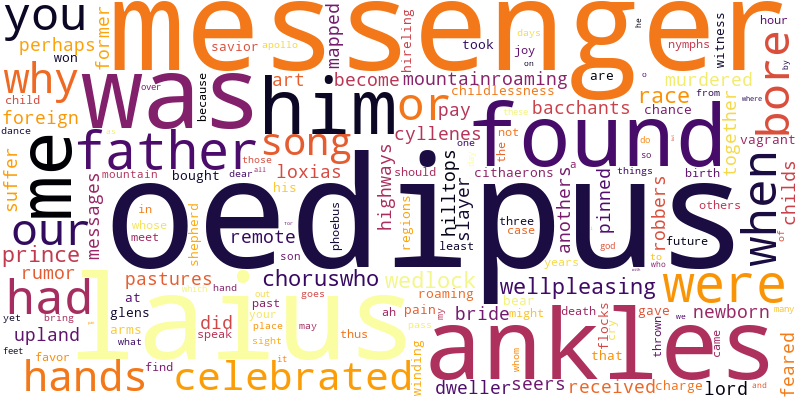 messenger
you
former
why
perhaps
won
foreign
child
dance
was
savior
apollo
over
because
art
him
hireling
mapped
took
joy
days
on
he
are
nymphs
witness
hour
by
murdered
or
become
mountainroaming
childlessness
race
from
where
bore
me
father
song
pay
bacchants
chance
found
together
vagrant
cyllenes
one
not
the
do
so
when
suffer
mountain
those
loxias
highways
should
cithaerons
a
things
birth
childs
our
messages
bought
dear
all
his
oedipus
hilltops
slayer
anothers
pinned
robbers
others
of
in
whose
shepherd
meet
remote
phoebus
regions
three
case
least
god
future
prince
son
to
who
years
were
rumor
laius
choruswho
wedlock
wellpleasing
pastures
had
at
which
hand
out
goes
roaming
bear
flocks
gave
newborn
many
yet
bring
glens
past
ah
pain
my
bride
might
death
cry
thrown
we
came
upland
arms
did
your
may
pass
ankles
feared
feet
what
speak
place
thus
that
favor
find
sight
it
hands
celebrated
winding
dweller
seers
whom
received
charge
lord
and